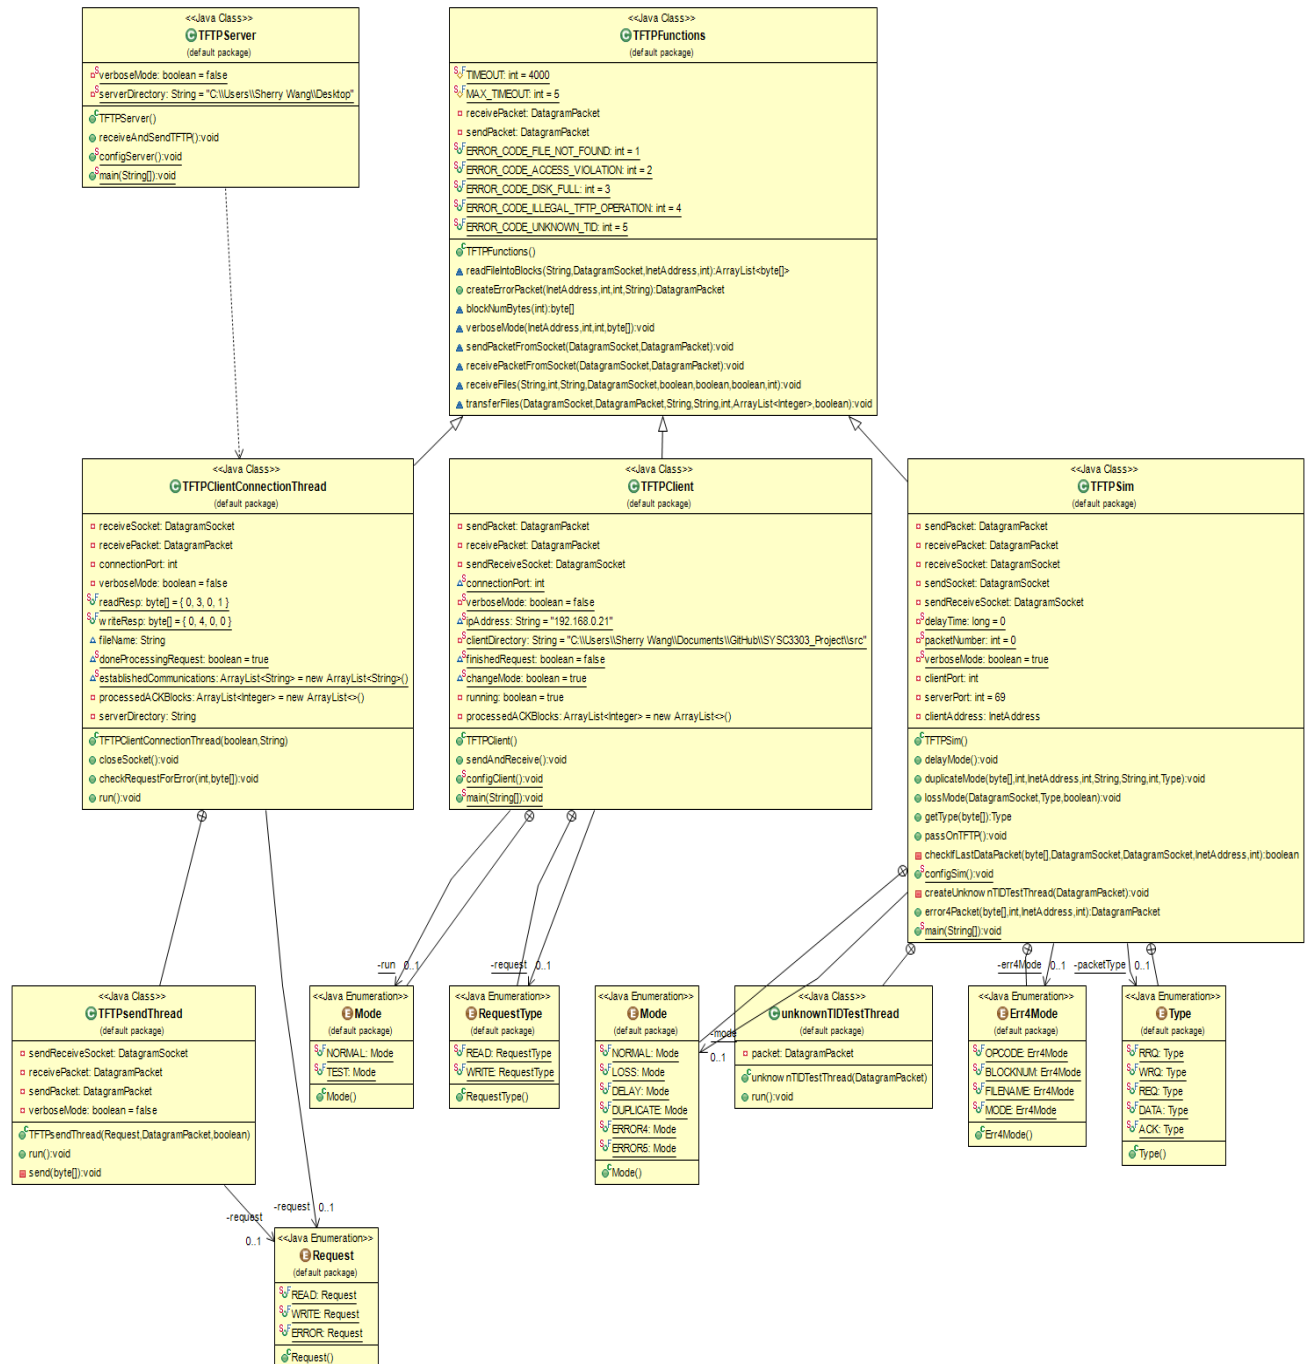 <<Java Class>>
TFTPServer
(default package)
verboseMode: boolean = false
serverDirectory: String = "C:\\Users\\Sherry Wang\\Desktop"
TFTPServer()
receiveAndSendTFTP():void
configServer():void
main(String[]):void
<<Java Class>>
TFTPFunctions
(default package)
TIMEOUT: int = 4000
MAX_TIMEOUT: int = 5
receivePacket: DatagramPacket
sendPacket: DatagramPacket
ERROR_CODE_FILE_NOT_FOUND: int = 1
ERROR_CODE_ACCESS_VIOLATION: int = 2
ERROR_CODE_DISK_FULL: int = 3
ERROR_CODE_ILLEGAL_TFTP_OPERATION: int = 4
ERROR_CODE_UNKNOWN_TID: int = 5
TFTPFunctions()
readFileIntoBlocks(String,DatagramSocket,InetAddress,int):ArrayList<byte[]>
createErrorPacket(InetAddress,int,int,String):DatagramPacket
blockNumBytes(int):byte[]
verboseMode(InetAddress,int,int,byte[]):void
sendPacketFromSocket(DatagramSocket,DatagramPacket):void
receivePacketFromSocket(DatagramSocket,DatagramPacket):void
receiveFiles(String,int,String,DatagramSocket,boolean,boolean,boolean,int):void
transferFiles(DatagramSocket,DatagramPacket,String,String,int,ArrayList<Integer>,boolean):void
<<Java Class>>
TFTPClientConnectionThread
(default package)
receiveSocket: DatagramSocket
receivePacket: DatagramPacket
connectionPort: int
verboseMode: boolean = false
readResp: byte[] = { 0, 3, 0, 1 }
writeResp: byte[] = { 0, 4, 0, 0 }
fileName: String
doneProcessingRequest: boolean = true
establishedCommunications: ArrayList<String> = new ArrayList<String>()
processedACKBlocks: ArrayList<Integer> = new ArrayList<>()
serverDirectory: String
TFTPClientConnectionThread(boolean,String)
closeSocket():void
checkRequestForError(int,byte[]):void
run():void
<<Java Class>>
TFTPClient
(default package)
sendPacket: DatagramPacket
receivePacket: DatagramPacket
sendReceiveSocket: DatagramSocket
connectionPort: int
verboseMode: boolean = false
ipAddress: String = "192.168.0.21"
clientDirectory: String = "C:\\Users\\Sherry Wang\\Documents\\GitHub\\SYSC3303_Project\\src"
finishedRequest: boolean = false
changeMode: boolean = true
running: boolean = true
processedACKBlocks: ArrayList<Integer> = new ArrayList<>()
TFTPClient()
sendAndReceive():void
configClient():void
main(String[]):void
<<Java Class>>
TFTPSim
(default package)
sendPacket: DatagramPacket
receivePacket: DatagramPacket
receiveSocket: DatagramSocket
sendSocket: DatagramSocket
sendReceiveSocket: DatagramSocket
delayTime: long = 0
packetNumber: int = 0
verboseMode: boolean = true
clientPort: int
serverPort: int = 69
clientAddress: InetAddress
TFTPSim()
delayMode():void
duplicateMode(byte[],int,InetAddress,int,String,String,int,Type):void
lossMode(DatagramSocket,Type,boolean):void
getType(byte[]):Type
passOnTFTP():void
checkIfLastDataPacket(byte[],DatagramSocket,DatagramSocket,InetAddress,int):boolean
configSim():void
createUnknownTIDTestThread(DatagramPacket):void
error4Packet(byte[],int,InetAddress,int):DatagramPacket
main(String[]):void
-run 0..1
-request 0..1
-mode
0..1
-err4Mode 0..1
-packetType 0..1
<<Java Class>>
TFTPsendThread
(default package)
sendReceiveSocket: DatagramSocket
receivePacket: DatagramPacket
sendPacket: DatagramPacket
verboseMode: boolean = false
TFTPsendThread(Request,DatagramPacket,boolean)
run():void
send(byte[]):void
<<Java Enumeration>>
Mode
(default package)
NORMAL: Mode
TEST: Mode
Mode()
<<Java Enumeration>>
RequestType
(default package)
READ: RequestType
WRITE: RequestType
RequestType()
<<Java Enumeration>>
Mode
(default package)
NORMAL: Mode
LOSS: Mode
DELAY: Mode
DUPLICATE: Mode
ERROR4: Mode
ERROR5: Mode
Mode()
<<Java Class>>
unknownTIDTestThread
(default package)
packet: DatagramPacket
unknownTIDTestThread(DatagramPacket)
run():void
<<Java Enumeration>>
Err4Mode
(default package)
OPCODE: Err4Mode
BLOCKNUM: Err4Mode
FILENAME: Err4Mode
MODE: Err4Mode
Err4Mode()
<<Java Enumeration>>
Type
(default package)
RRQ: Type
WRQ: Type
REQ: Type
DATA: Type
ACK: Type
Type()
-request
0..1
-request 0..1
<<Java Enumeration>>
Request
(default package)
READ: Request
WRITE: Request
ERROR: Request
Request()